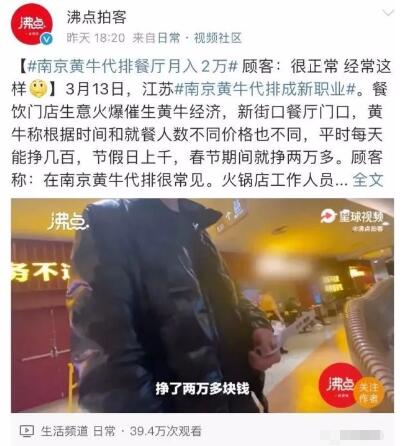 沸点拍客
昨天 18:20 来自日常·视频社区
【#南京黄牛代排餐厅月入2万# 顾客：很正常 经常这
样】3月13日，江苏#南京黄牛代排成新职业#。餐
饮门店生意火爆催生黄牛经济，新街口餐厅门口，黄
牛称根据时间和就餐人数不同价格也不同，平时每天
能挣几百，节假日上千，春节期间就挣两万多。顾客
称：在南京黄牛代排很常见。火锅店工作人员... 全文
沸点
星球视频
@沸点拍客
务不
挣了两万多块钱
沸点
关注
作者
生活频道 日常·39.4万次观看